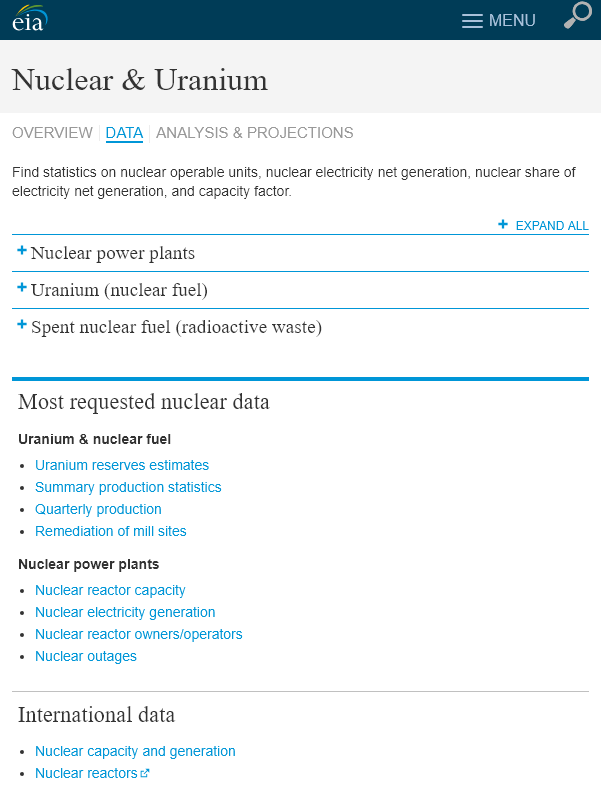 eia
MENU
Nuclear & Uranium
OVERVIEW DATA ANALYSIS & PROJECTIONS
Find statistics on nuclear operable units, nuclear electricity net generation, nuclear share of
electricity net generation, and capacity factor.
+ EXPAND ALL
+ Nuclear power plants
+ Uranium (nuclear fuel)
+ Spent nuclear fuel (radioactive waste)
Most requested nuclear data
Uranium & nuclear fuel
• Uranium reserves estimates
• Summary production statistics
• Quarterly production
• Remediation of mill sites
Nuclear power plants
• Nuclear reactor capacity
• Nuclear electricity generation
• Nuclear reactor owners/operators
• Nuclear outages
International data
• Nuclear capacity and generation
• Nuclear reactors